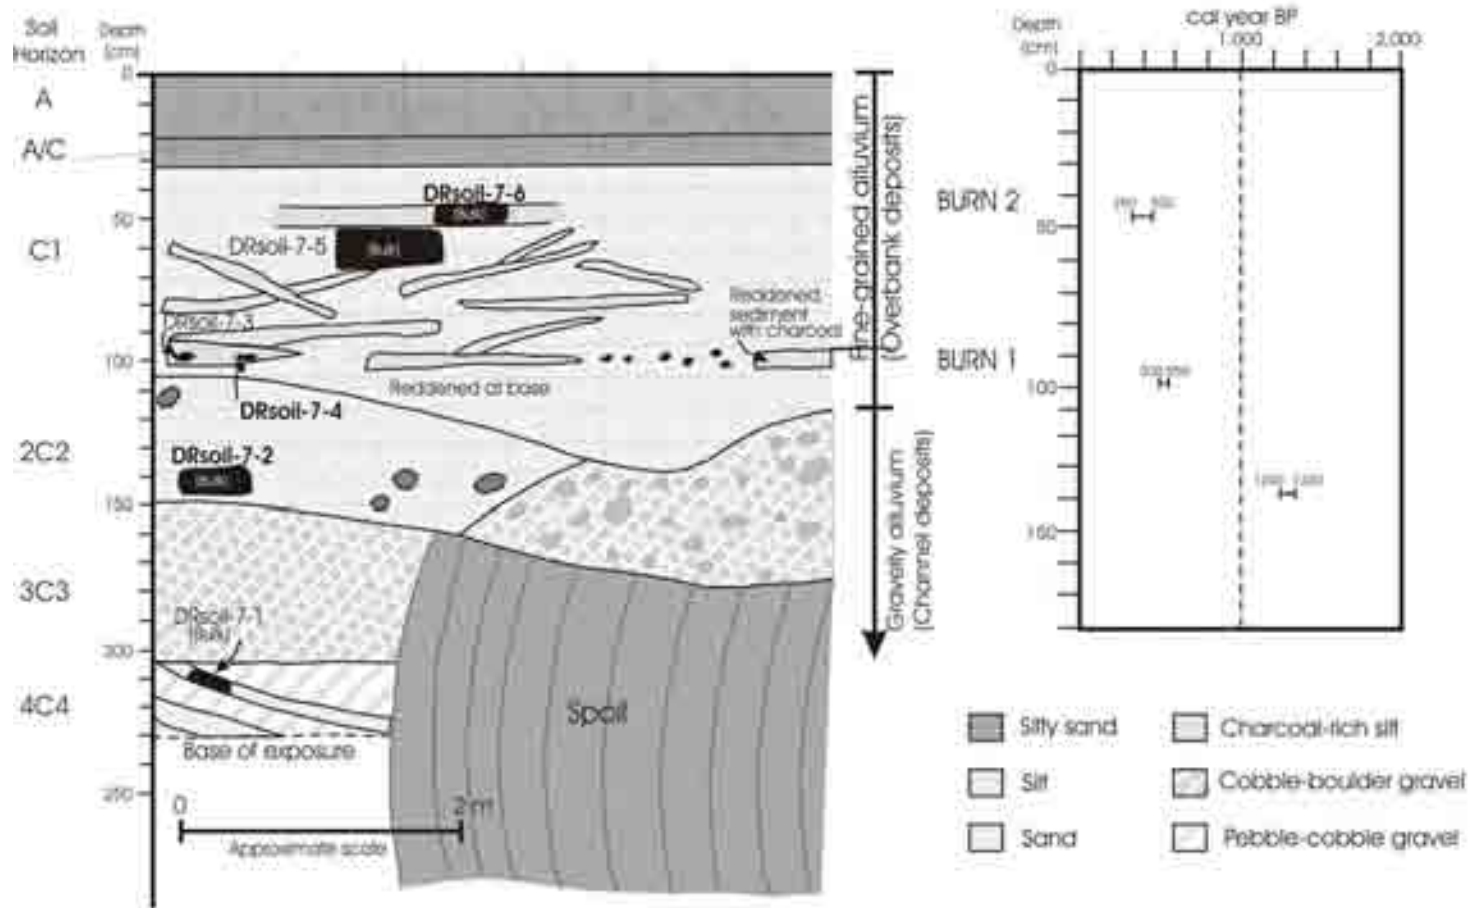 Soil
Horizon
Depth
(cm)
0
A
A/C
50
C1
100
2C2
150
3C3
200
4C4
250
DRsoil-7-6
DRsoil-7-5
(Bulk)
DRsoil-7-3
Reddened
sediment
with charcoal
Reddened at base
DRsoil-7-4
DRsoil-7-2
DRsoil-7-1
(Bulk)
Spoil
Base of exposure
0
2 m
Approximate scale
Fine-grained alluvium
(Overbank deposits)
Gravelly alluvium
(Channel deposits)
Depth
(cm)
cal year BP
1,000
2,000
0
BURN 2
50
BURN 1
100
150
Silty sand
Silt
Sand
Charcoal-rich silt
Cobble-boulder gravel
Pebble-cobble gravel